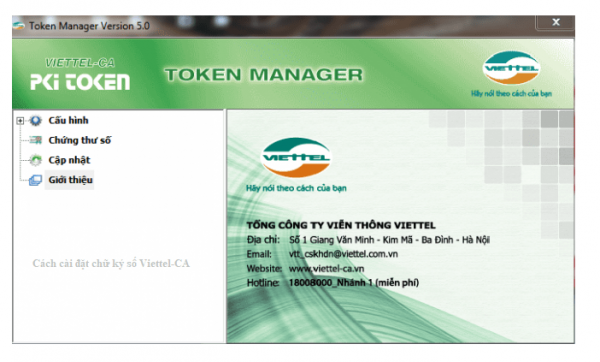 Token Manager Version 5.0
VIETTEL-CA
PKi TOKEN
TOKEN MANAGER
VIETTEL
Hãy nói theo cách của bạn
Cấu hình
Chứng thư số
Cập nhật
Giới thiệu
Cách cài đặt chữ ký số Viettel-CA
VIETTEL
Hãy nói theo cách của bạn
TỔNG CÔNG TY VIỄN THÔNG VIETTEL
Địa chỉ: Số 1 Giang Văn Minh - Kim Mã - Ba Đình - Hà Nội
Email: vtt_cskhdn@viettel.com.vn
Website: www.viettel-ca.vn
Hotline: 18008000_Nhánh 1 (miễn phí)